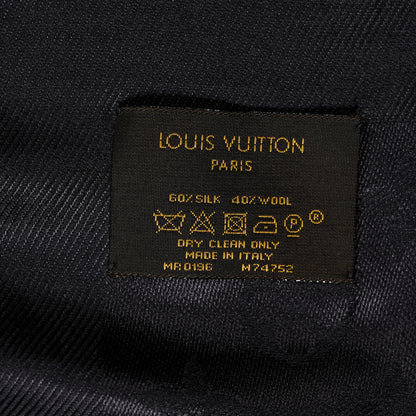 LOUIS VUITTON
PARIS
60% SILK 40% WOOL
P ®
DRY CLEAN ONLY
MADE IN ITALY
MR0196 M74752